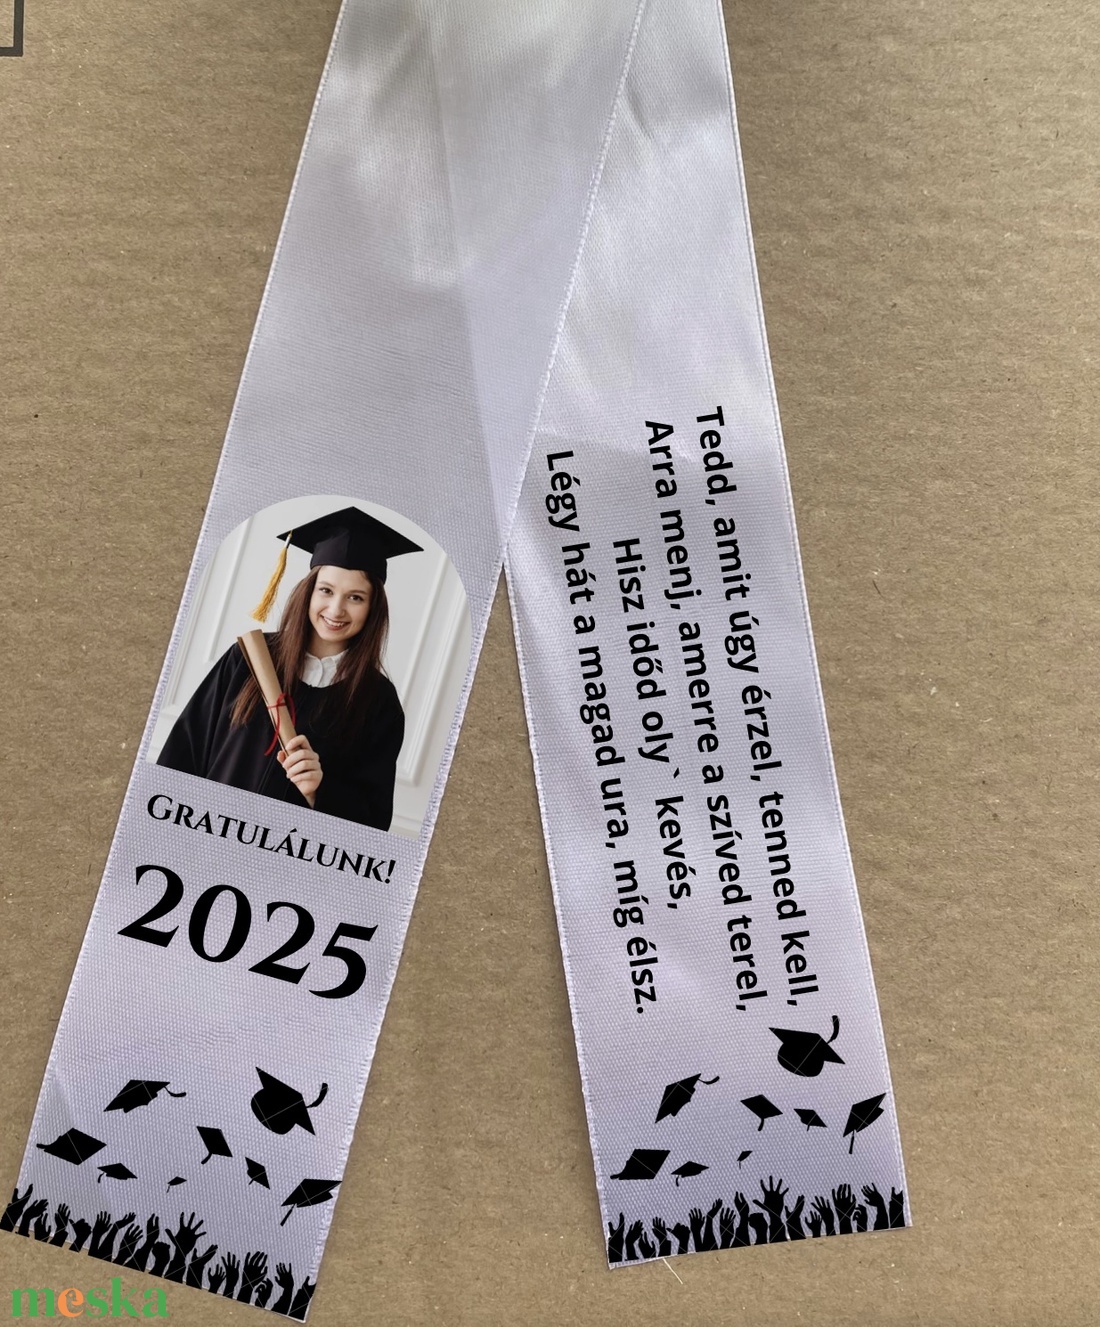 GRATULÁLUNK!
2025
Tedd, amit úgy érzel, tenned kell,
Arra menj, amerre a szíved terel,
Hisz időd oly` kevés,
Légy hát a magad ura, míg élsz.
meska